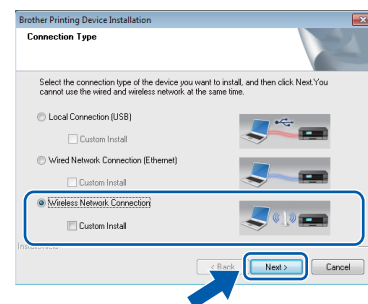 Brother Printing Device Installation
Connection Type
Select the connection type of the device you want to install, and then click Next.You
cannot use the wired and wireless network at the same time.
Local Connection (USB)
Custom Install
Wired Network Connection (Ethernet)
Custom Install
Wireless Network Connection
Custom Install
InstallShield
< Back
Next >
Cancel